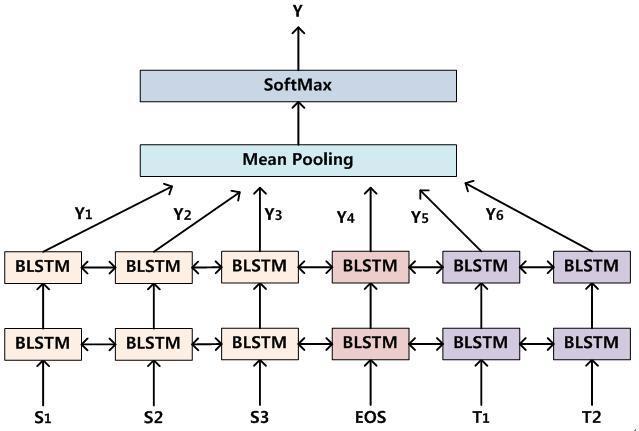 Y
SoftMax
Mean Pooling
Y1 Y2 Y3 Y4 Y5 Y6
BLSTM BLSTM BLSTM BLSTM BLSTM BLSTM
BLSTM BLSTM BLSTM BLSTM BLSTM BLSTM
S1 S2 S3 EOS T1 T2